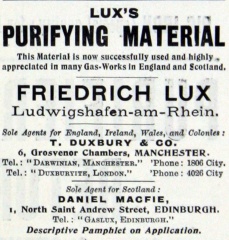 LUX'S
PURIFYING MATERIAL
This Material is now successfully used and highly
appreciated in many Gas-Works in England and Scotland.
FRIEDRICH LUX
Ludwigshafen-am-Rhein.
Sole Agents for England, Ireland, Wales, and Colonies:
T. DUXBURY & CO.
6, Grosvenor Chambers, MANCHESTER.
Tel.: "DARWINIAN, MANCHESTER." 'Phone: 1806 City.
Tel.: "DUXBURYITE, LONDON." 'Phone: 4026 City
Sole Agent for Scotland:
DANIEL MACFIE,
1, North Saint Andrew Street, EDINBURGH.
Tel.: "GASLUX, EDINBURGH."
Descriptive Pamphlet on Application.